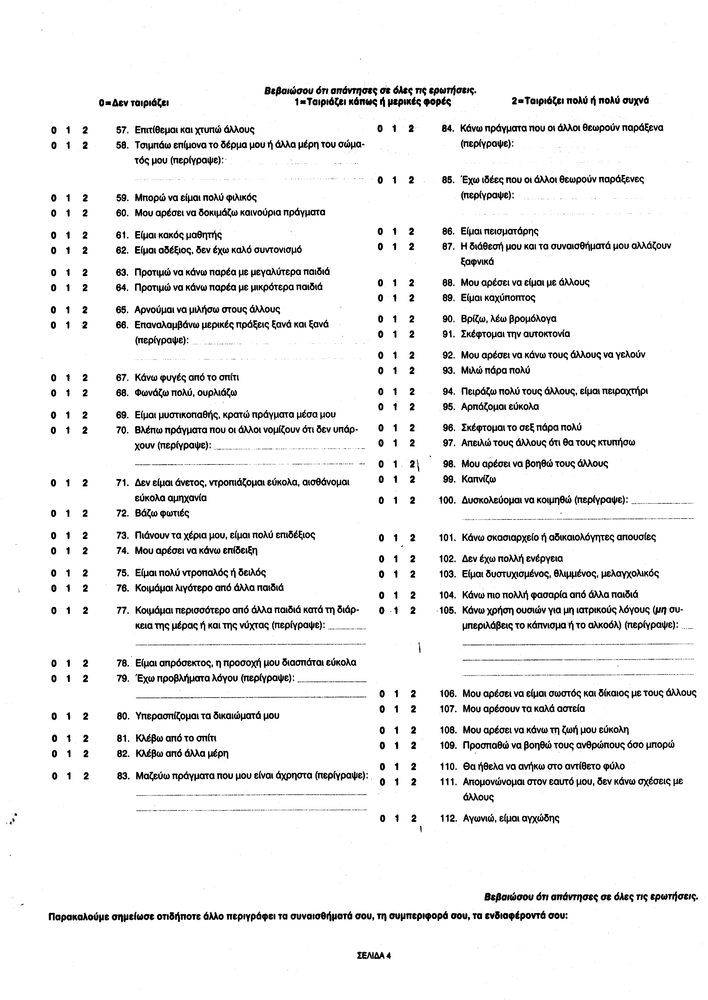 Βεβαιώσου ότι απάντησες σε όλες τις ερωτήσεις.
0=Δεν ταιριάζει 1=Ταιριάζει κάπως ή μερικές φορές 2=Ταιριάζει πολύ ή πολύ συχνά
0 1 2 57. Επιτίθεμαι και χτυπώ άλλους
0 1 2 58. Τσιμπάω επίμονα το δέρμα μου ή άλλα μέρη του σώμα-
τός μου (περίγραψε):
0 1 2 59. Μπορώ να είμαι πολύ φιλικός
0 1 2 60. Μου αρέσει να δοκιμάζω καινούρια πράγματα
0 1 2 61. Είμαι κακός μαθητής
0 1 2 62. Είμαι αδέξιος, δεν έχω καλό συντονισμό
0 1 2 63. Προτιμώ να κάνω παρέα με μεγαλύτερα παιδιά
0 1 2 64. Προτιμώ να κάνω παρέα με μικρότερα παιδιά
0 1 2 65. Αρνούμαι να μιλήσω στους άλλους
0 1 2 66. Επαναλαμβάνω μερικές πράξεις ξανά και ξανά
(περίγραψε):
0 1 2 67. Κάνω φυγές από το σπίτι
0 1 2 68. Φωνάζω πολύ, ουρλιάζω
0 1 2 69. Είμαι μυστικοπαθής, κρατώ πράγματα μέσα μου
0 1 2 70. Βλέπω πράγματα που οι άλλοι νομίζουν ότι δεν υπάρ-
χουν (περίγραψε):
0 1 2 71. Δεν είμαι άνετος, ντροπιάζομαι εύκολα, αισθάνομαι
εύκολα αμηχανία
0 1 2 72. Βάζω φωτιές
0 1 2 73. Πιάνουν τα χέρια μου, είμαι πολύ επιδέξιος
0 1 2 74. Μου αρέσει να κάνω επίδειξη
0 1 2 75. Είμαι πολύ ντροπαλός ή δειλός
0 1 2 76. Κοιμάμαι λιγότερο από άλλα παιδιά
0 1 2 77. Κοιμάμαι περισσότερο από άλλα παιδιά κατά τη διάρ-
κεια της μέρας ή και της νύχτας (περίγραψε):
0 1 2 78. Είμαι απρόσεκτος, η προσοχή μου διασπάται εύκολα
0 1 2 79. Έχω προβλήματα λόγου (περίγραψε):
0 1 2 80. Υπερασπίζομαι τα δικαιώματά μου
0 1 2 81. Κλέβω από το σπίτι
0 1 2 82. Κλέβω από άλλα μέρη
0 1 2 83. Μαζεύω πράγματα που μου είναι άχρηστα (περίγραψε):
0 1 2 84. Κάνω πράγματα που οι άλλοι θεωρούν παράξενα
(περίγραψε):
0 1 2 85. Έχω ιδέες που οι άλλοι θεωρούν παράξενες
(περίγραψε):
0 1 2 86. Είμαι πεισματάρης
0 1 2 87. Η διάθεσή μου και τα συναισθήματά μου αλλάζουν
ξαφνικά
0 1 2 88. Μου αρέσει να είμαι με άλλους
0 1 2 89. Είμαι καχύποπτος
0 1 2 90. Βρίζω, λέω βρομόλογα
0 1 2 91. Σκέφτομαι την αυτοκτονία
0 1 2 92. Μου αρέσει να κάνω τους άλλους να γελούν
0 1 2 93. Μιλώ πάρα πολύ
0 1 2 94. Πειράζω πολύ τους άλλους, είμαι πειραχτήρι
0 1 2 95. Αρπάζομαι εύκολα
0 1 2 96. Σκέφτομαι το σεξ πάρα πολύ
0 1 2 97. Απειλώ τους άλλους ότι θα τους κτυπήσω
0 1 2 98. Μου αρέσει να βοηθώ τους άλλους
0 1 2 99. Καπνίζω
0 1 2 100. Δυσκολεύομαι να κοιμηθώ (περίγραψε):
0 1 2 101. Κάνω σκασιαρχείο ή αδικαιολόγητες απουσίες
0 1 2 102. Δεν έχω πολλή ενέργεια
0 1 2 103. Είμαι δυστυχισμένος, θλιμμένος, μελαγχολικός
0 1 2 104. Κάνω πιο πολλή φασαρία από άλλα παιδιά
0 1 2 105. Κάνω χρήση ουσιών για μη ιατρικούς λόγους (μη συ-
μπεριλάβεις το κάπνισμα ή το αλκοόλ) (περίγραψε):
0 1 2 106. Μου αρέσει να είμαι σωστός και δίκαιος με τους άλλους
0 1 2 107. Μου αρέσουν τα καλά αστεία
0 1 2 108. Μου αρέσει να κάνω τη ζωή μου εύκολη
0 1 2 109. Προσπαθώ να βοηθώ τους ανθρώπους όσο μπορώ
0 1 2 110. Θα ήθελα να ανήκω στο αντίθετο φύλο
0 1 2 111. Απομονώνομαι στον εαυτό μου, δεν κάνω σχέσεις με
άλλους
0 1 2 112. Αγωνιώ, είμαι αγχώδης
Βεβαιώσου ότι απάντησες σε όλες τις ερωτήσεις.
Παρακαλούμε σημείωσε οτιδήποτε άλλο περιγράφει τα συναισθήματά σου, τη συμπεριφορά σου, τα ενδιαφέροντά σου:
ΣΕΛΙΔΑ 4